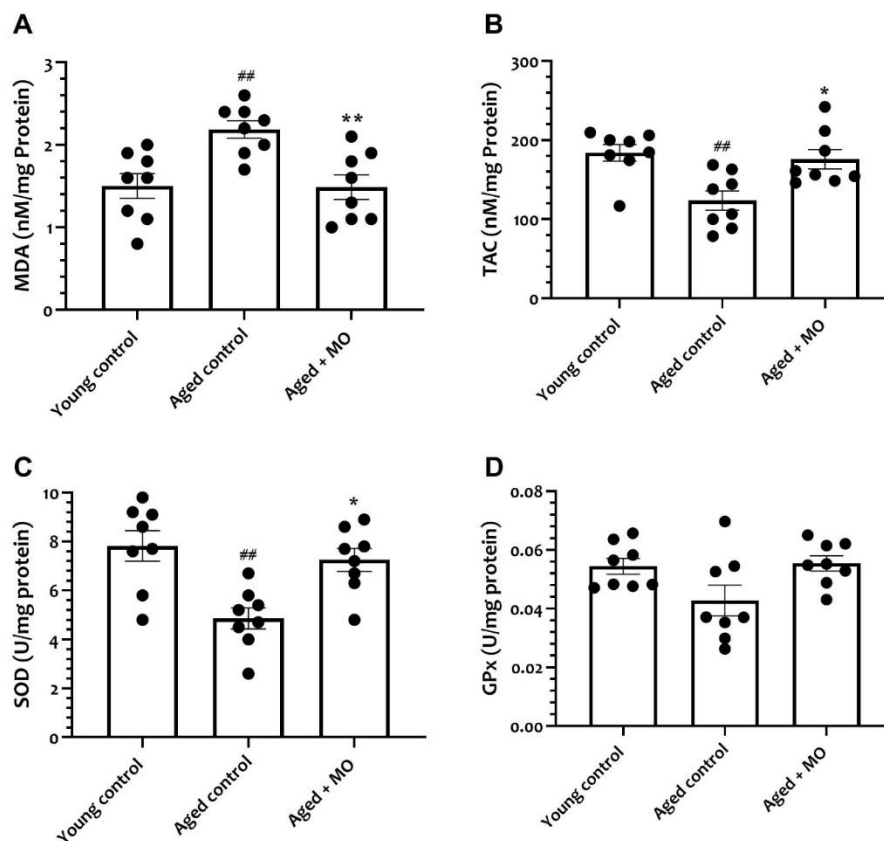 A
MDA (nM/mg Protein)
3
2
1
0
##
**
Young control
Aged control
Aged + MO
B
TAC (nM/mg Protein)
300
200
100
0
##
*
Young control
Aged control
Aged + MO
C
SOD (U/mg protein)
10
8
6
4
2
0
##
*
Young control
Aged control
Aged + MO
D
GPx (U/mg protein)
0.08
0.06
0.04
0.02
0.00
Young control
Aged control
Aged + MO